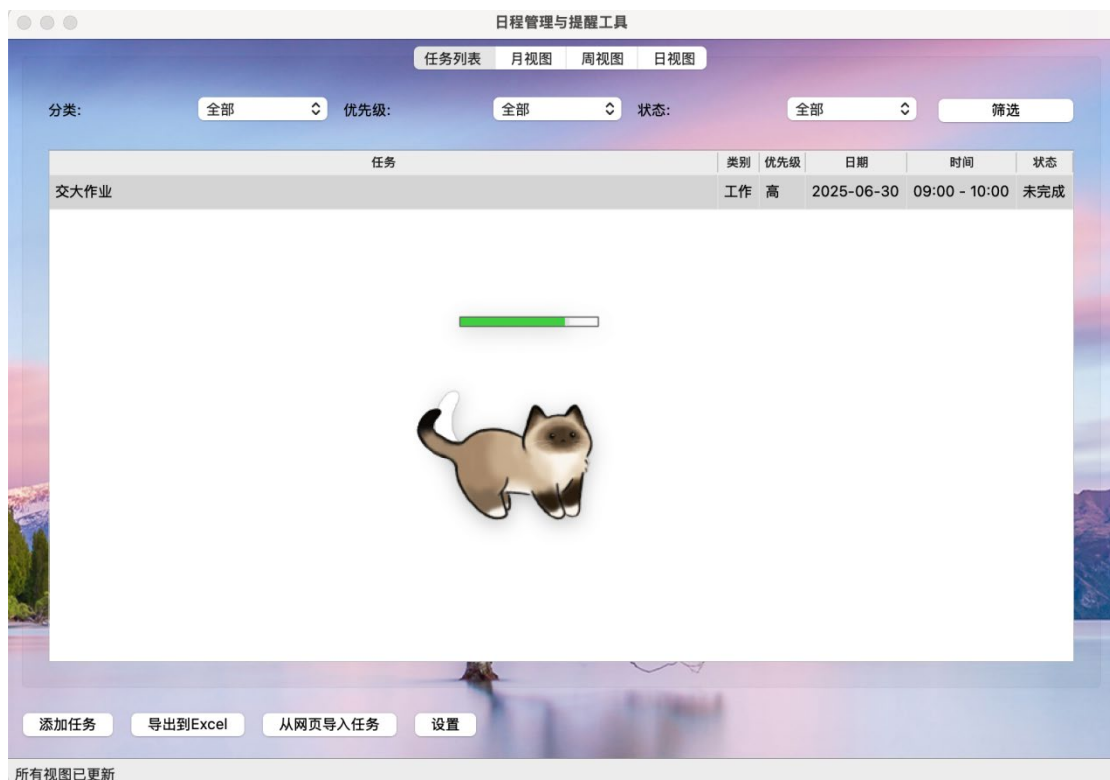 日程管理与提醒工具
任务列表 月视图 周视图 日视图
分类: 全部 优先级: 全部 状态: 全部 筛选
任务 类别 优先级 日期 时间 状态
交大作业 工作 高 2025-06-30 09:00 - 10:00 未完成
添加任务 导出到Excel 从网页导入任务 设置
所有视图已更新